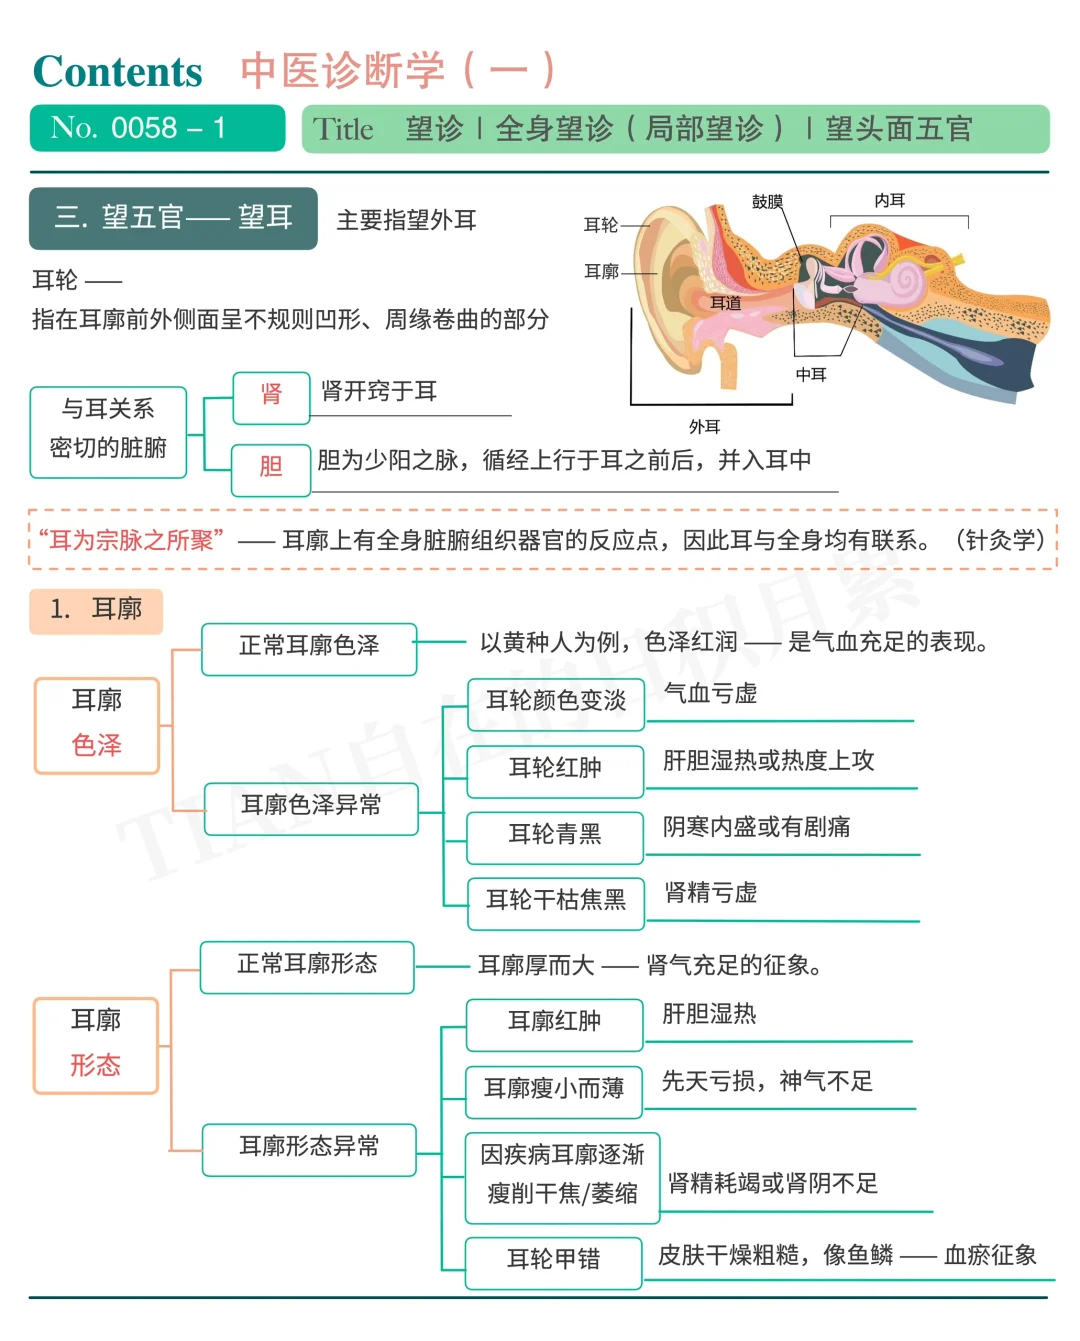 Contents 中医诊断学（一）
No. 0058 – 1
Title 望诊 | 全身望诊（局部望诊） | 望头面五官
三. 望五官—— 望耳
主要指望外耳
耳轮 ——
指在耳廓前外侧面呈不规则凹形、周缘卷曲的部分
鼓膜
内耳
耳轮
耳廓
耳道
中耳
外耳
与耳关系
密切的脏腑
肾
肾开窍于耳
胆
胆为少阳之脉，循经上行于耳之前后，并入耳中
“耳为宗脉之所聚” —— 耳廓上有全身脏腑组织器官的反应点，因此耳与全身均有联系。（针灸学）
1. 耳廓
耳廓
色泽
正常耳廓色泽
以黄种人为例，色泽红润 —— 是气血充足的表现。
耳廓色泽异常
耳轮颜色变淡
气血亏虚
耳轮红肿
肝胆湿热或热度上攻
耳轮青黑
阴寒内盛或有剧痛
耳轮干枯焦黑
肾精亏虚
耳廓
形态
正常耳廓形态
耳廓厚而大 —— 肾气充足的征象。
耳廓形态异常
耳廓红肿
肝胆湿热
耳廓瘦小而薄
先天亏损，神气不足
因疾病耳廓逐渐
瘦削干焦/萎缩
肾精耗竭或肾阴不足
耳轮甲错
皮肤干燥粗糙，像鱼鳞 —— 血瘀征象
TIAN自在的日积月累